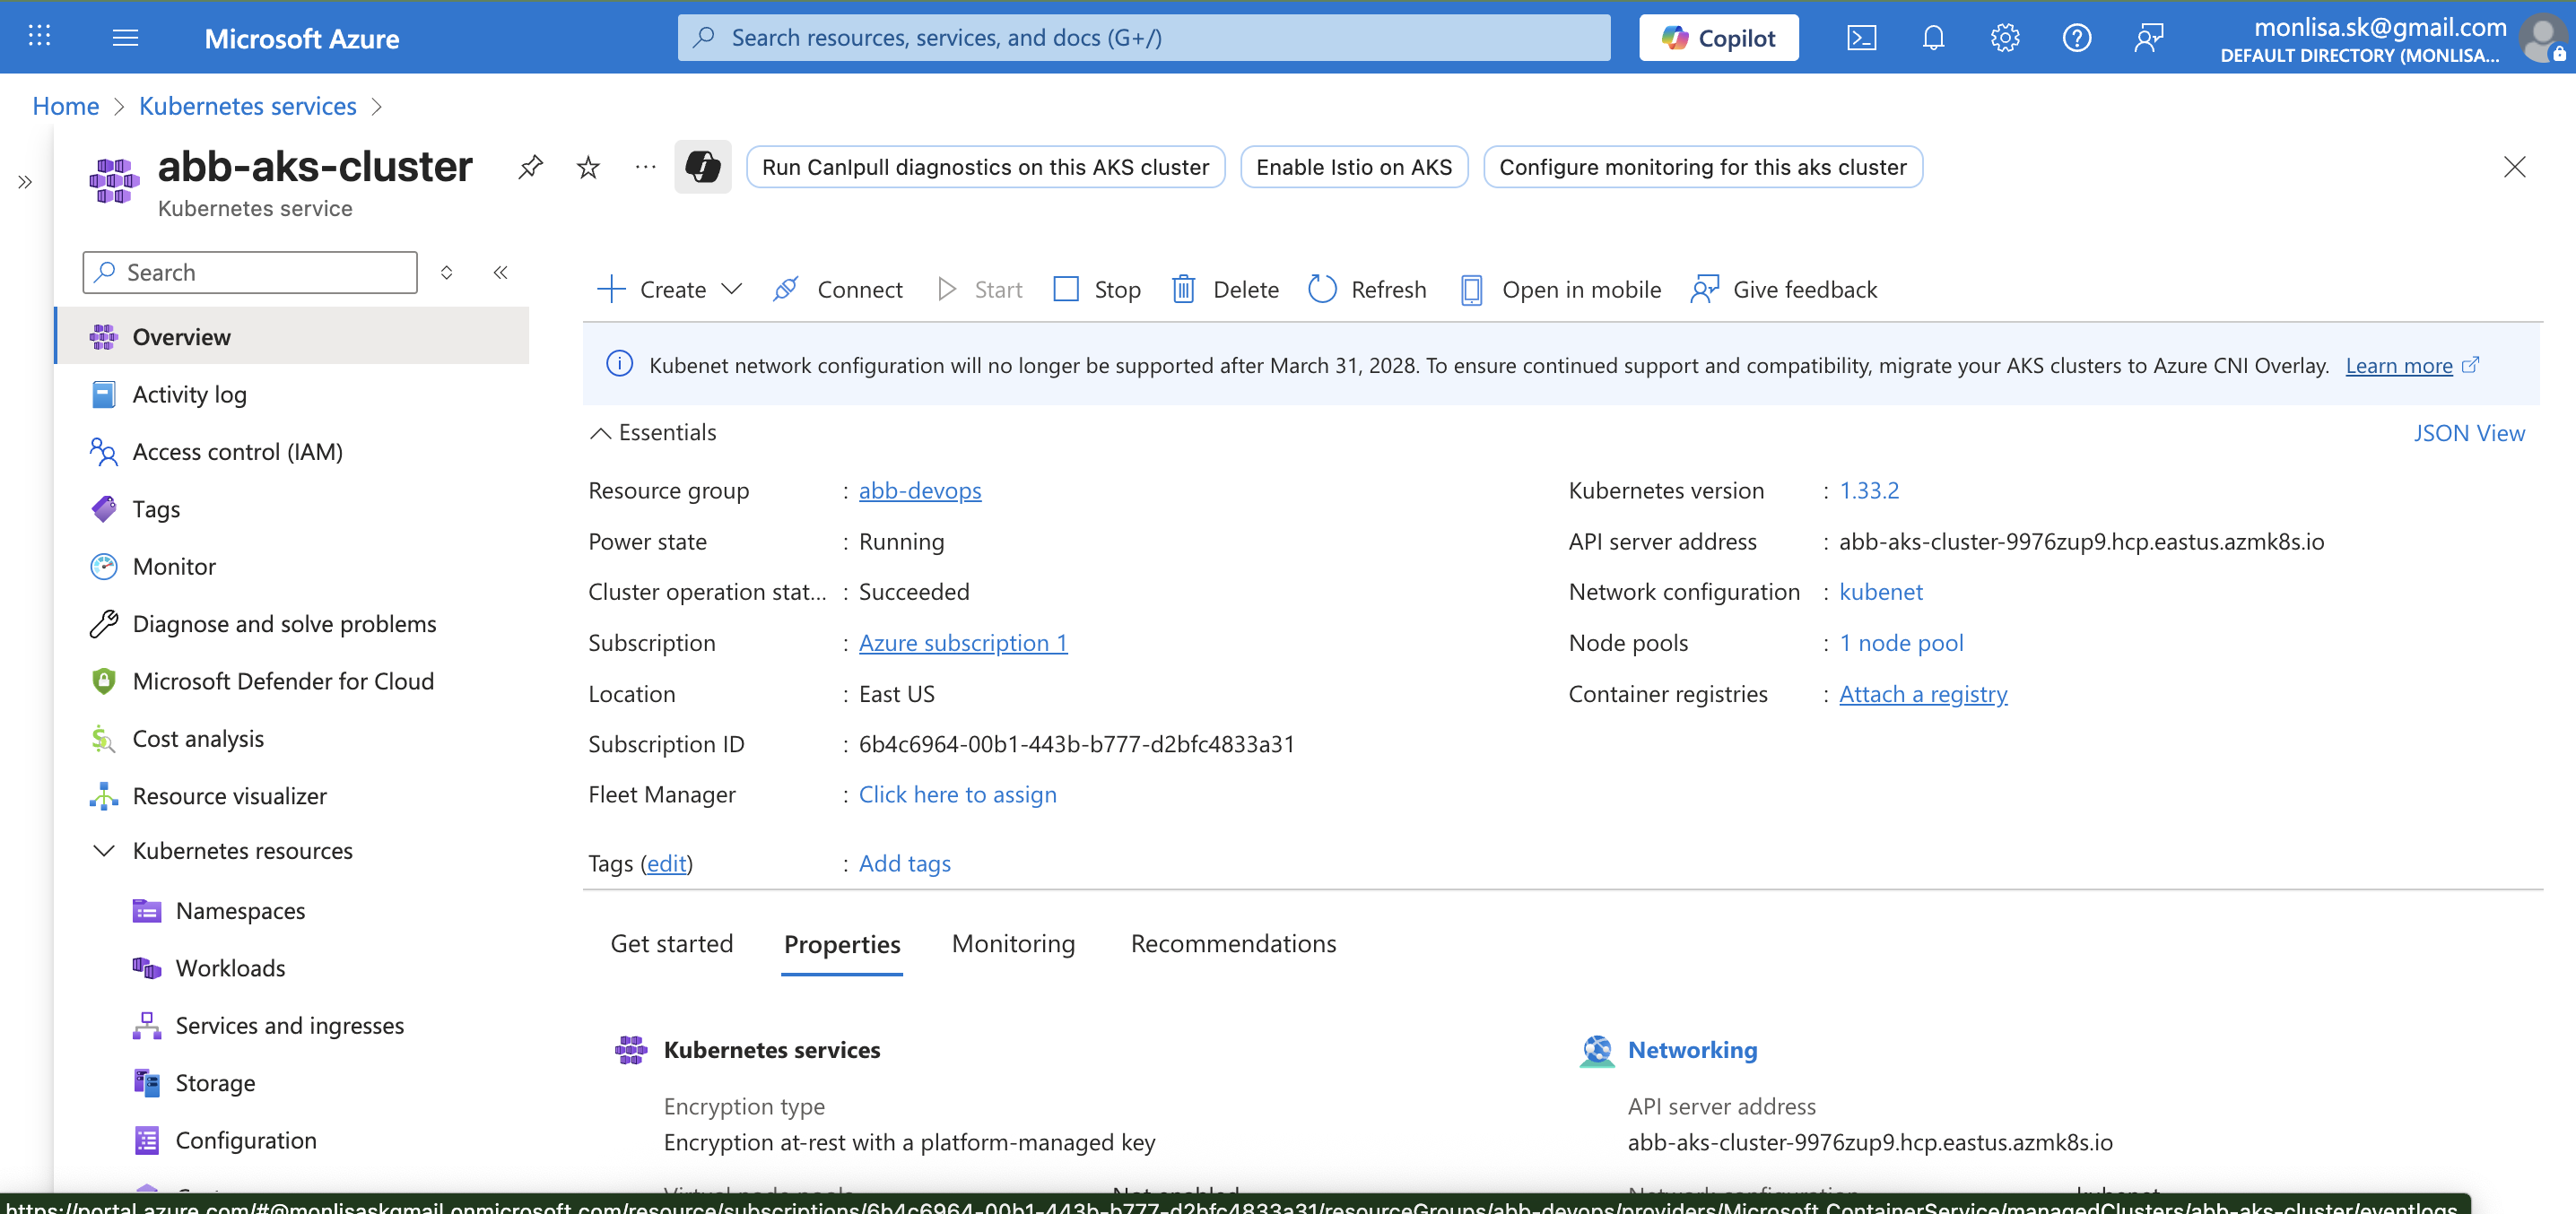 Microsoft Azure
Search resources, services, and docs (G+/)
Copilot
monlisa.sk@gmail.com
DEFAULT DIRECTORY (MONLISA...
Home > Kubernetes services >
abb-aks-cluster
Kubernetes service
Run CanIpull diagnostics on this AKS cluster
Enable Istio on AKS
Configure monitoring for this aks cluster
Search
Create
Connect
Start
Stop
Delete
Refresh
Open in mobile
Give feedback
Overview
Activity log
Access control (IAM)
Tags
Monitor
Diagnose and solve problems
Microsoft Defender for Cloud
Cost analysis
Resource visualizer
Kubernetes resources
Namespaces
Workloads
Services and ingresses
Storage
Configuration
Kubenet network configuration will no longer be supported after March 31, 2028. To ensure continued support and compatibility, migrate your AKS clusters to Azure CNI Overlay. Learn more
Essentials
JSON View
Resource group : abb-devops
Power state : Running
Cluster operation stat... : Succeeded
Subscription : Azure subscription 1
Location : East US
Subscription ID : 6b4c6964-00b1-443b-b777-d2bfc4833a31
Fleet Manager : Click here to assign
Tags (edit) : Add tags
Kubernetes version : 1.33.2
API server address : abb-aks-cluster-9976zup9.hcp.eastus.azmk8s.io
Network configuration : kubenet
Node pools : 1 node pool
Container registries : Attach a registry
Get started
Properties
Monitoring
Recommendations
Kubernetes services
Encryption type
Encryption at-rest with a platform-managed key
Virtual node pools Not enabled
Networking
API server address
abb-aks-cluster-9976zup9.hcp.eastus.azmk8s.io
Network configuration kubenet
https://portal.azure.com/#@monlisaskgmail.onmicrosoft.com/resource/subscriptions/6b4c6964-00b1-443b-b777-d2bfc4833a31/resourceGroups/abb-devops/providers/Microsoft.ContainerService/managedClusters/abb-aks-cluster/eventlogs